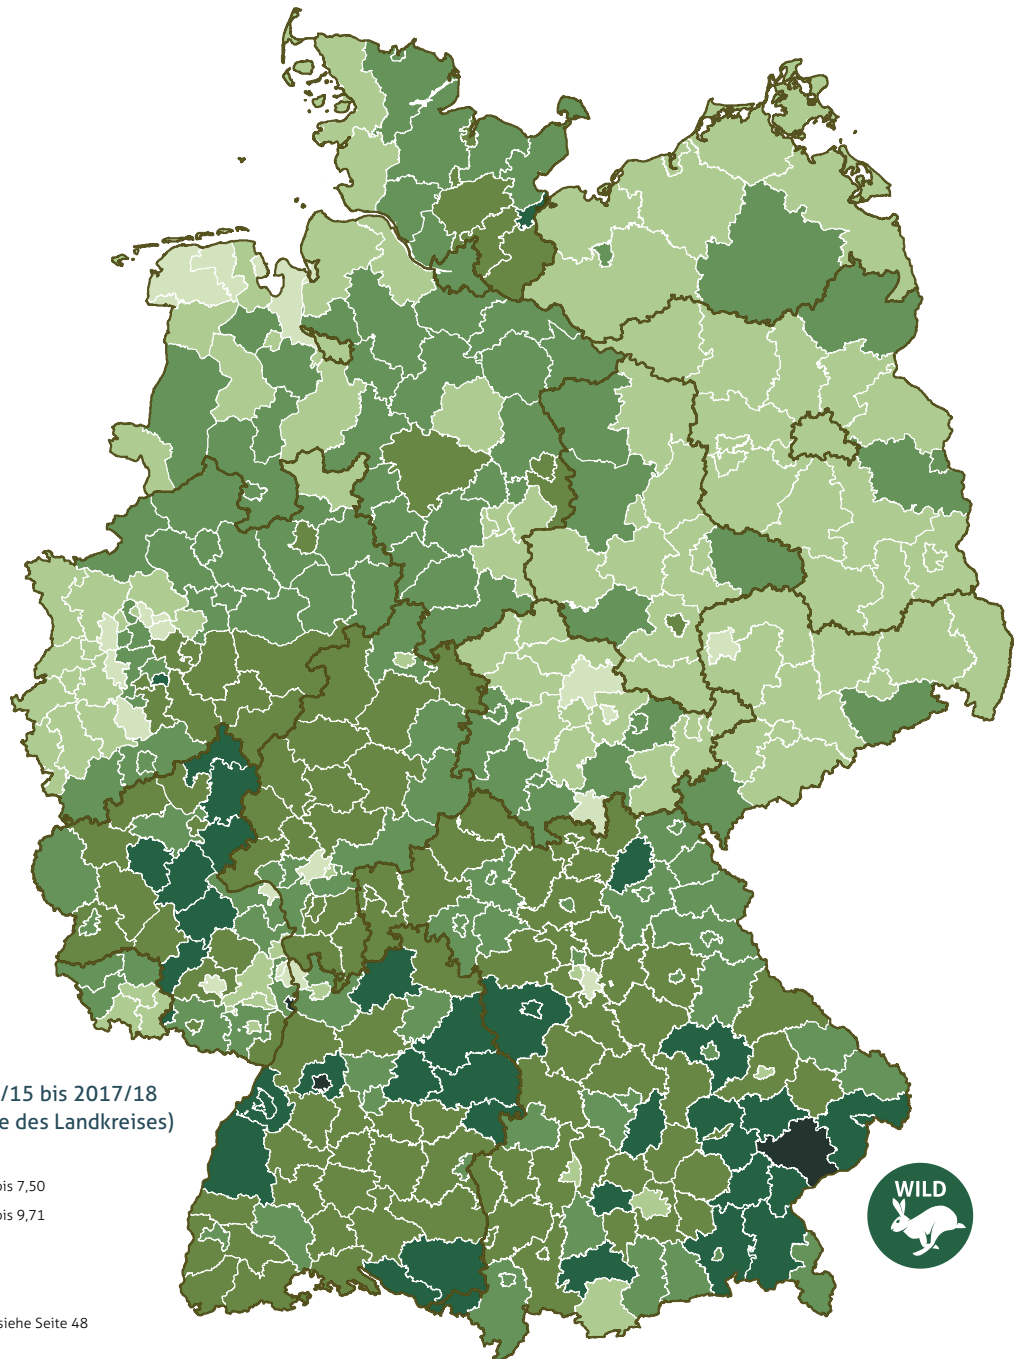 /15 bis 2017/18
e des Landkreises)
bis 7,50
bis 9,71
WILD
siehe Seite 48